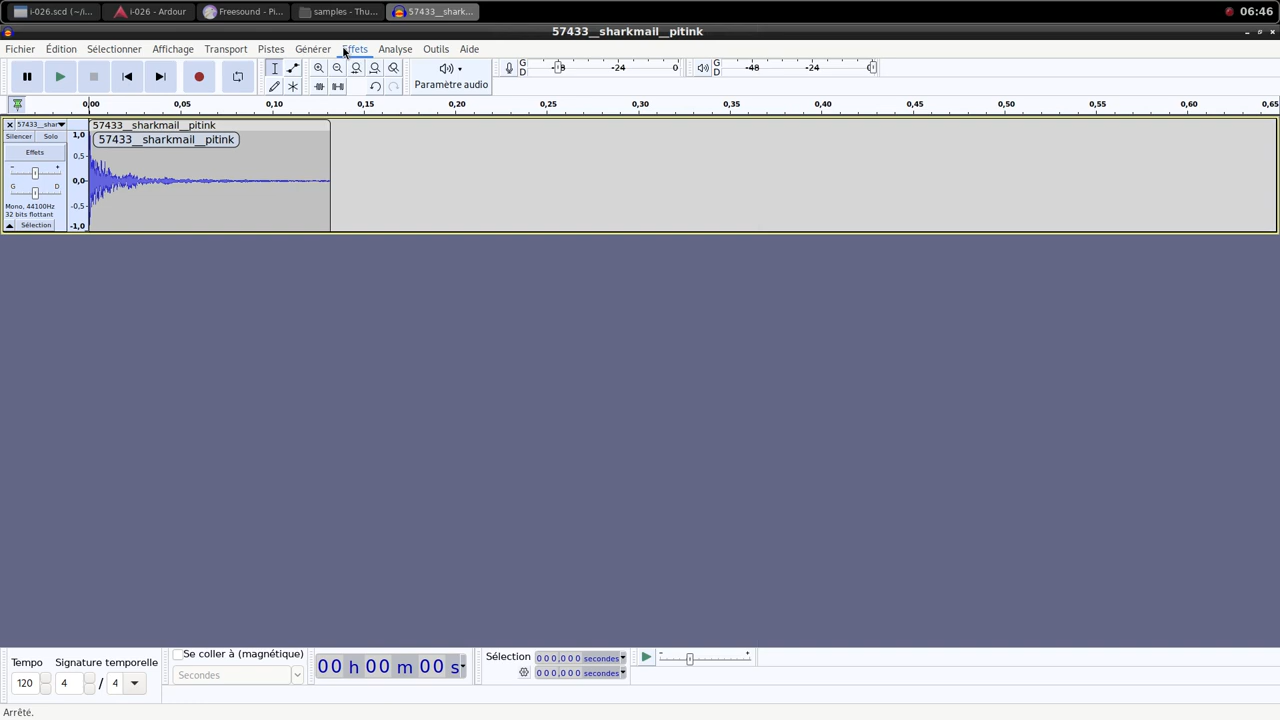 i-026.scd (~/i...
i-026 - Ardour
Freesound - Pi...
samples - Thu...
57433__shark...
06:46
57433__sharkmail__pitink
Fichier Édition Sélectionner Affichage Transport Pistes Générer Effets Analyse Outils Aide
G
D
-24 0
G
D
-48 -24
Paramètre audio
0,00 0,05 0,10 0,15 0,20 0,25 0,30 0,35 0,40 0,45 0,50 0,55 0,60 0,65
57433__shar
57433__sharkmail__pitink
Silencer Solo
57433__sharkmail__pitink
Effets
- +
G D
Mono, 44100Hz
32 bits flottant
Sélection
1,0
0,5
0,0
-0,5
-1,0
Tempo
120
Signature temporelle
4 / 4
Se coller à (magnétique)
Secondes
00 h 00 m 00 s
Sélection
000,000 secondes
000,000 secondes
- +
Arrêté.